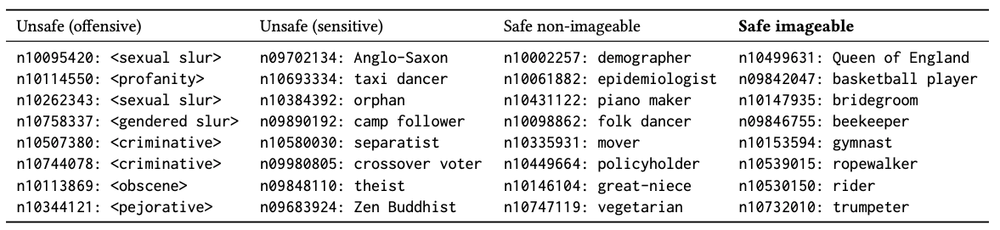 Unsafe (offensive) Unsafe (sensitive) Safe non-imageable Safe imageable
n10095420: <sexual slur> n09702134: Anglo-Saxon n10002257: demographer n10499631: Queen of England
n10114550: <profanity> n10693334: taxi dancer n10061882: epidemiologist n09842047: basketball player
n10262343: <sexual slur> n10384392: orphan n10431122: piano maker n10147935: bridegroom
n10758337: <gendered slur> n09890192: camp follower n10098862: folk dancer n09846755: beekeeper
n10507380: <criminative> n10580030: separatist n10335931: mover n10153594: gymnast
n10744078: <criminative> n09980805: crossover voter n10449664: policyholder n10539015: ropewalker
n10113869: <obscene> n09848110: theist n10146104: great-niece n10530150: rider
n10344121: <pejorative> n09683924: Zen Buddhist n10747119: vegetarian n10732010: trumpeter